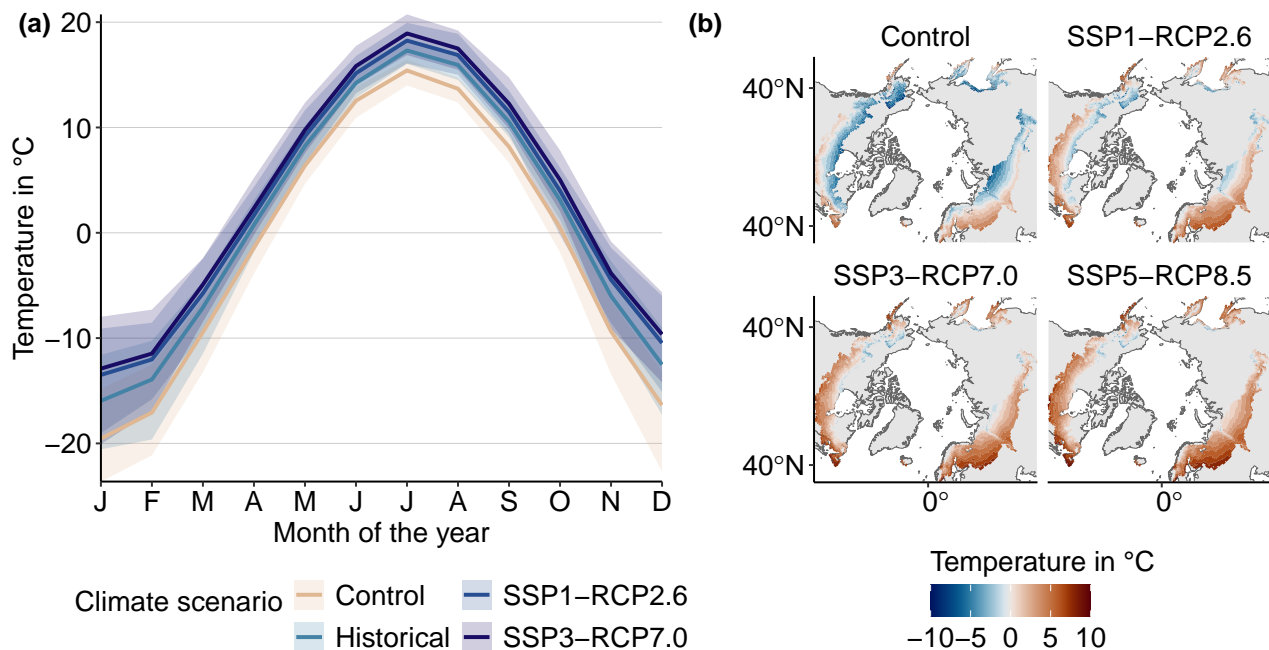 (a)
Temperature in °C
20
10
0
−10
−20
J F M A M J J A S O N D
Month of the year
Climate scenario
Control
SSP1−RCP2.6
Historical
SSP3−RCP7.0
(b)
Control
SSP1−RCP2.6
40°N
40°N
SSP3−RCP7.0
SSP5−RCP8.5
40°N
40°N
0°
0°
Temperature in °C
−10 −5 0 5 10